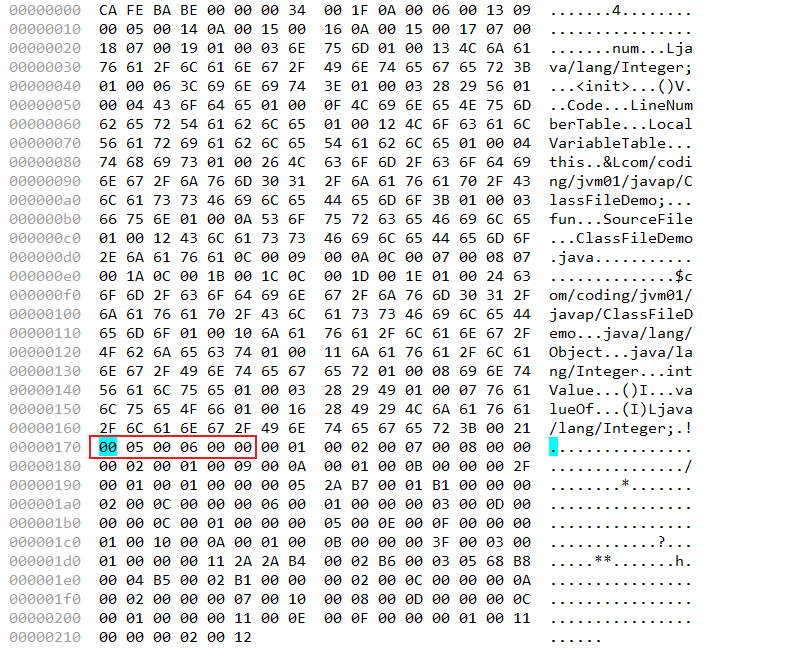 00000000 CA FE BA BE 00 00 00 34 00 1F 0A 00 06 00 13 09 .......4........
00000010 00 05 00 14 0A 00 15 00 16 0A 00 15 00 17 07 00 ................
00000020 18 07 00 19 01 00 03 6E 75 6D 01 00 13 4C 6A 61 .......num...Lja
00000030 76 61 2F 6C 61 6E 67 2F 49 6E 74 65 67 65 72 3B va/lang/Integer;
00000040 01 00 06 3C 69 6E 69 74 3E 01 00 03 28 29 56 01 ...<init>...()V.
00000050 00 04 43 6F 64 65 01 00 0F 4C 69 6E 65 4E 75 6D ..Code...LineNum
00000060 62 65 72 54 61 62 6C 65 01 00 12 4C 6F 63 61 6C berTable...Local
00000070 56 61 72 69 61 62 6C 65 54 61 62 6C 65 01 00 04 VariableTable...
00000080 74 68 69 73 01 00 26 4C 63 6F 6D 2F 63 6F 64 69 this..&Lcom/codi
00000090 6E 67 2F 6A 76 6D 30 31 2F 6A 61 76 61 70 2F 43 ng/jvm01/javap/C
000000a0 6C 61 73 73 46 69 6C 65 44 65 6D 6F 3B 01 00 03 lassFileDemo;...
000000b0 66 75 6E 01 00 0A 53 6F 75 72 63 65 46 69 6C 65 fun...SourceFile
000000c0 01 00 12 43 6C 61 73 73 46 69 6C 65 44 65 6D 6F ...ClassFileDemo
000000d0 2E 6A 61 76 61 0C 00 09 00 0A 0C 00 07 00 08 07 .java...........
000000e0 00 1A 0C 00 1B 00 1C 0C 00 1D 00 1E 01 00 24 63 ..............$c
000000f0 6F 6D 2F 63 6F 64 69 6E 67 2F 6A 76 6D 30 31 2F om/coding/jvm01/
00000100 6A 61 76 61 70 2F 43 6C 61 73 73 46 69 6C 65 44 javap/ClassFileD
00000110 65 6D 6F 01 00 10 6A 61 76 61 2F 6C 61 6E 67 2F emo...java/lang/
00000120 4F 62 6A 65 63 74 01 00 11 6A 61 76 61 2F 6C 61 Object...java/la
00000130 6E 67 2F 49 6E 74 65 67 65 72 01 00 08 69 6E 74 ng/Integer...int
00000140 56 61 6C 75 65 01 00 03 28 29 49 01 00 07 76 61 Value...()I...va
00000150 6C 75 65 4F 66 01 00 16 28 49 29 4C 6A 61 76 61 lueOf...(I)Ljava
00000160 2F 6C 61 6E 67 2F 49 6E 74 65 67 65 72 3B 00 21 /lang/Integer;.!
00000170 00 05 00 06 00 00 00 01 00 02 00 07 00 08 00 00 ................
00000180 00 02 00 01 00 09 00 0A 00 01 00 0B 00 00 00 2F .............../
00000190 00 01 00 01 00 00 00 05 2A B7 00 01 B1 00 00 00 ........*.......
000001a0 02 00 0C 00 00 00 06 00 01 00 00 00 03 00 0D 00 ................
000001b0 00 00 0C 00 01 00 00 00 05 00 0E 00 0F 00 00 00 ................
000001c0 01 00 10 00 0A 00 01 00 0B 00 00 00 3F 00 03 00 ............?...
000001d0 01 00 00 00 11 2A 2A B4 00 02 B6 00 03 05 68 B8 .....**.......h.
000001e0 00 04 B5 00 02 B1 00 00 00 02 00 0C 00 00 00 0A ................
000001f0 00 02 00 00 00 07 00 10 00 08 00 0D 00 00 00 0C ................
00000200 00 01 00 00 00 11 00 0E 00 0F 00 00 00 01 00 11 ................
00000210 00 00 00 02 00 12 ......